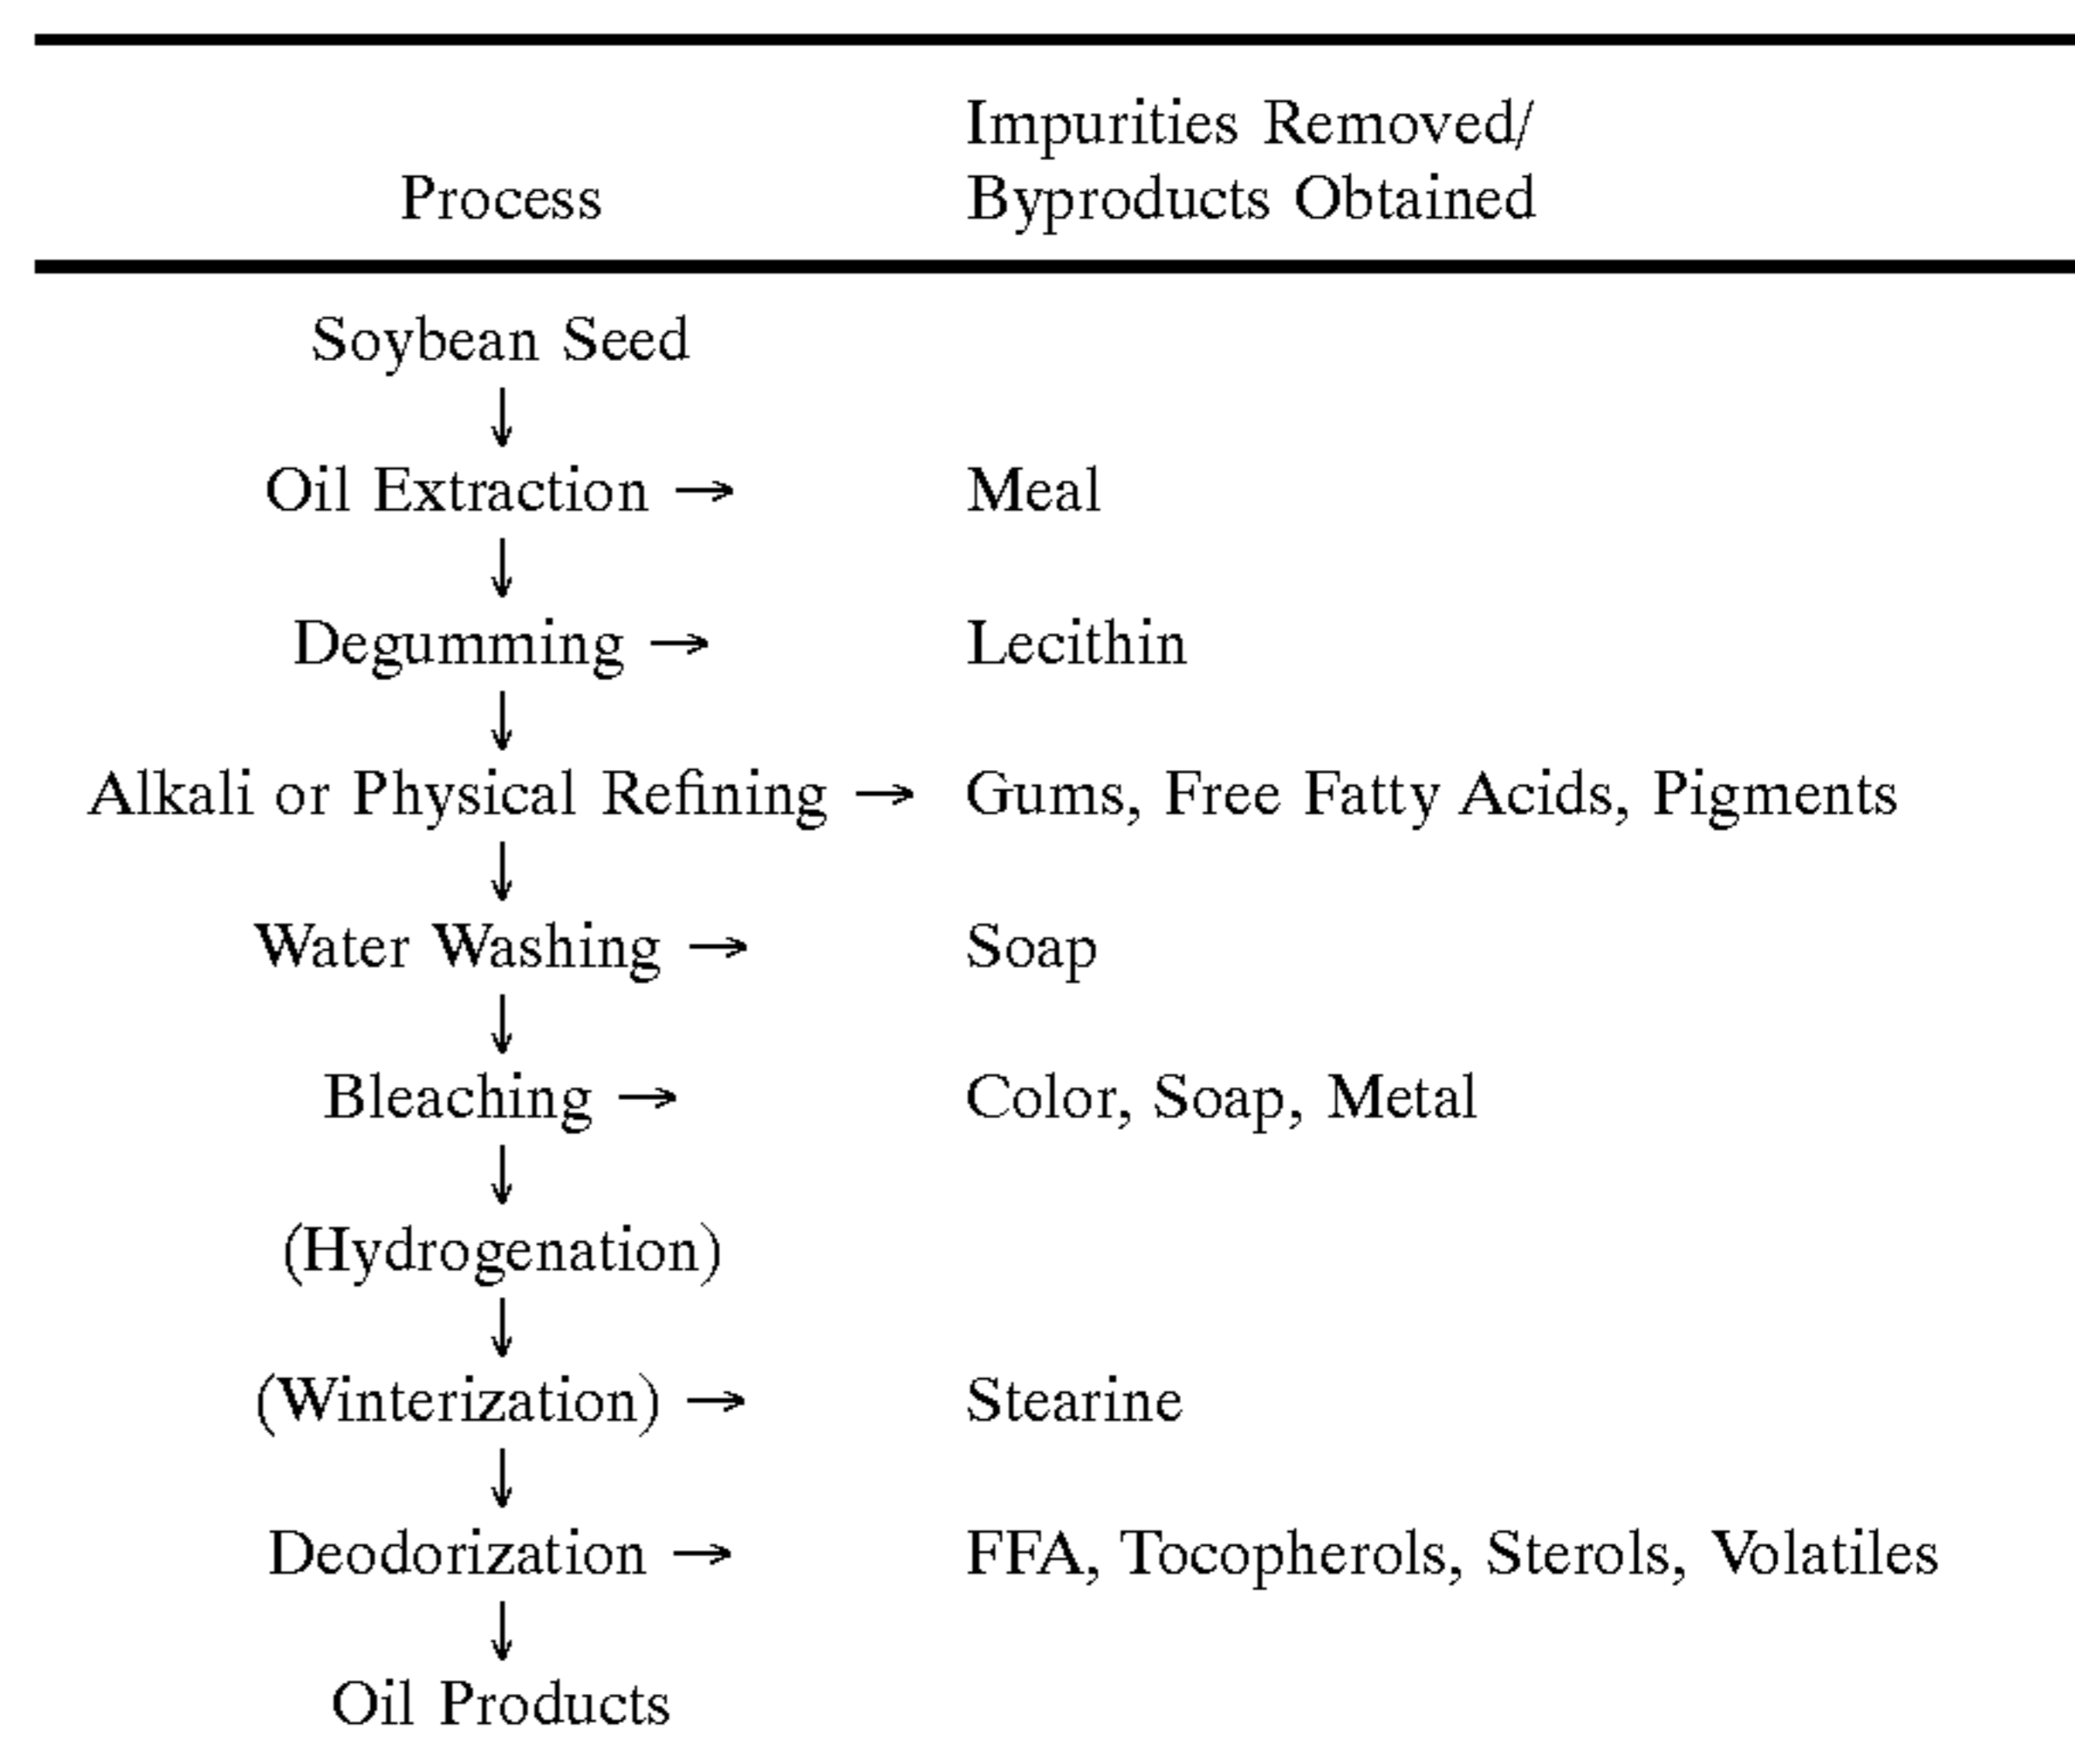 Process
Impurities Removed/
Byproducts Obtained
Soybean Seed
↓
Oil Extraction → Meal
↓
Degumming → Lecithin
↓
Alkali or Physical Refining → Gums, Free Fatty Acids, Pigments
↓
Water Washing → Soap
↓
Bleaching → Color, Soap, Metal
↓
(Hydrogenation)
↓
(Winterization) → Stearine
↓
Deodorization → FFA, Tocopherols, Sterols, Volatiles
↓
Oil Products